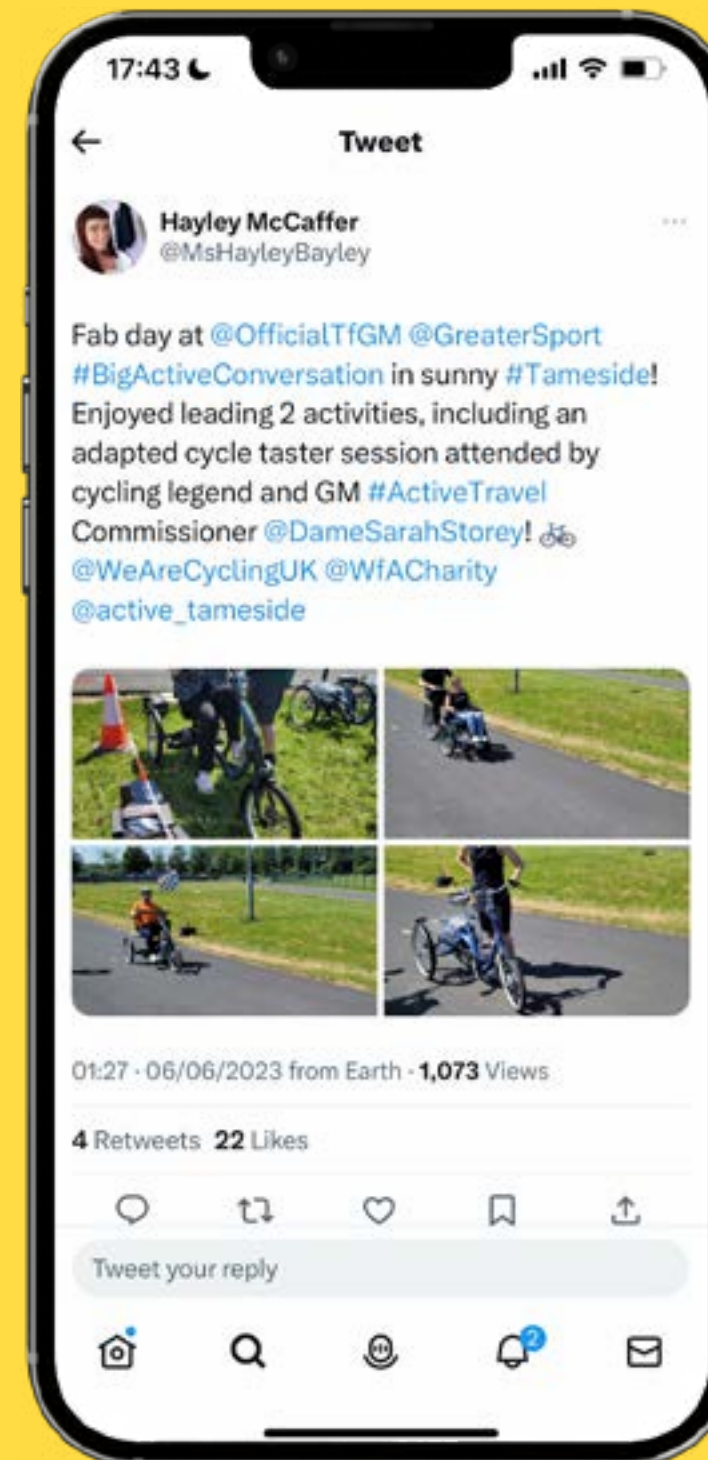 17:43
Tweet
Hayley McCaffer
@MsHayleyBayley
Fab day at @OfficialTfGM @GreaterSport
#BigActiveConversation in sunny #Tameside!
Enjoyed leading 2 activities, including an
adapted cycle taster session attended by
cycling legend and GM #ActiveTravel
Commissioner @DameSarahStorey! 🚲
@WeAreCyclingUK @WfACharity
@active_tameside
01:27 · 06/06/2023 from Earth · 1,073 Views
4 Retweets 22 Likes
Tweet your reply
2